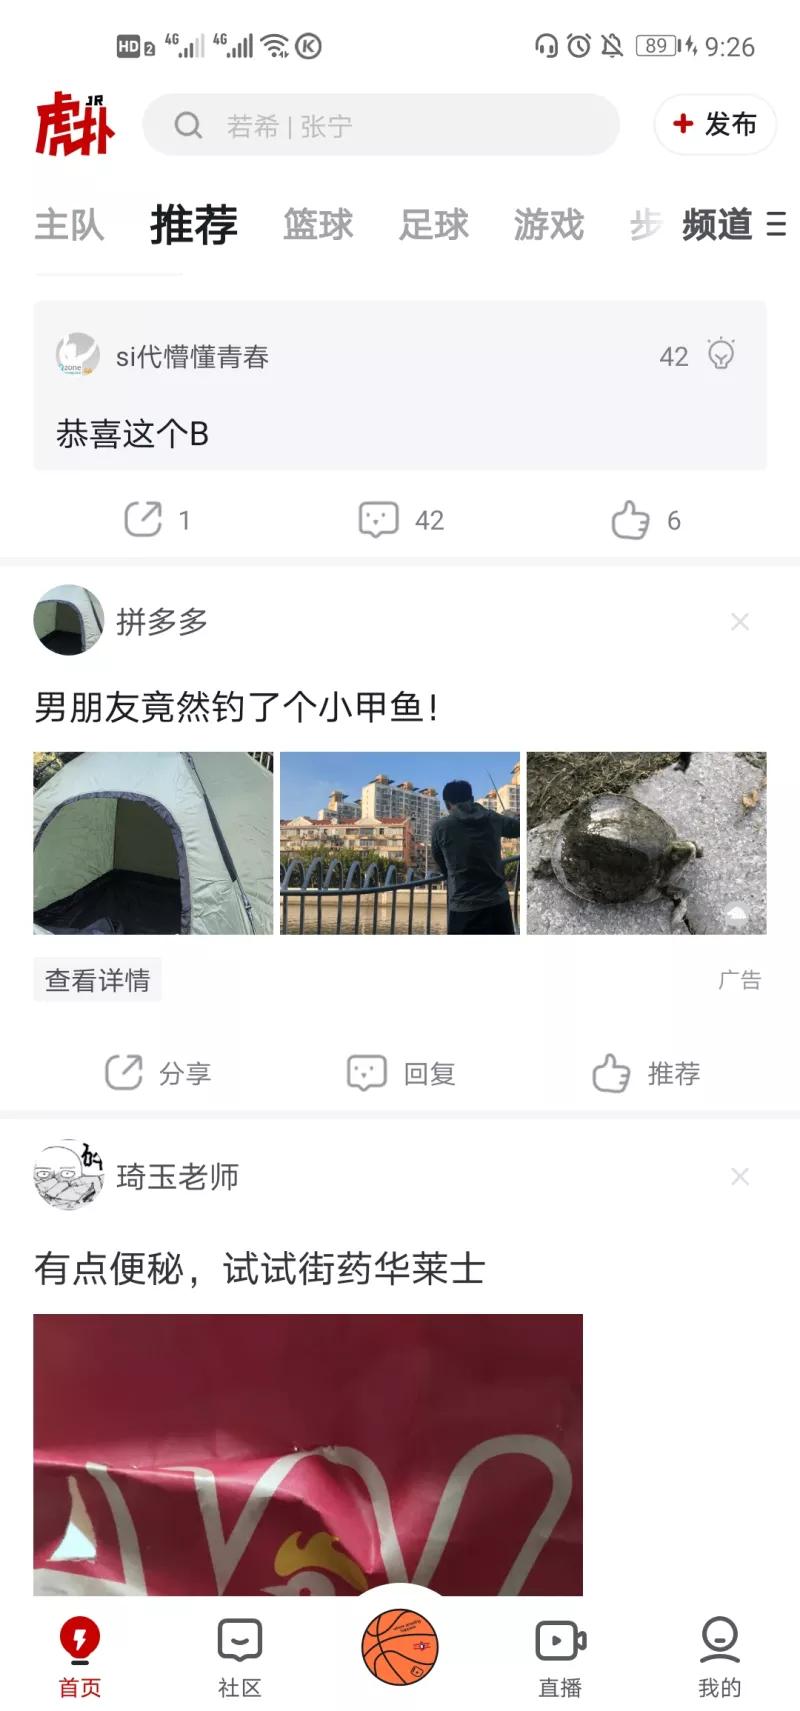 HD 2 4G 4G K 89 9:26
虎扑 JR 若希 | 张宁 + 发布
主队 推荐 篮球 足球 游戏 步 频道
si代懵懂青春 42
恭喜这个B
1 42 6
拼多多
男朋友竟然钓了个小甲鱼！
查看详情 广告
分享 回复 推荐
琦玉老师
有点便秘，试试街药华莱士
首页 社区 直播 我的